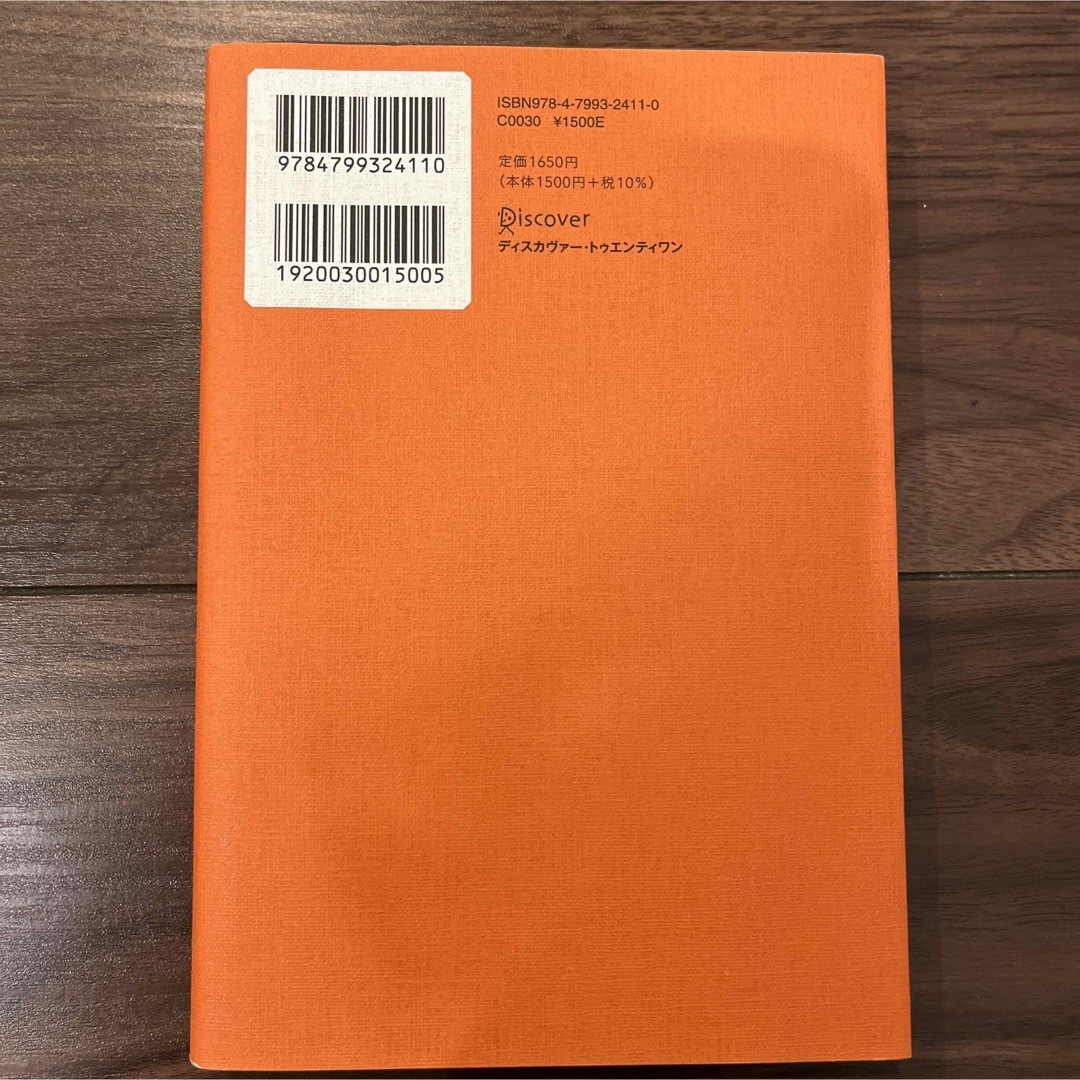 9784799324110
1920030015005
ISBN978-4-7993-2411-0
C0030 ¥1500E
定価1650円
(本体1500円+税10%)
Discover
ディスカヴァー・トゥエンティワン